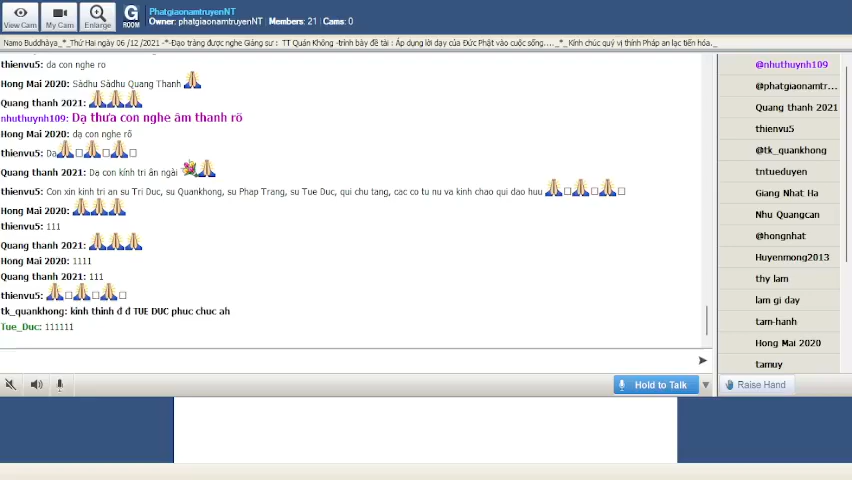 PhatgiaonamtruyenNT
Owner: phatgiaonamtruyenNT | Members: 21 | Cams: 0
View Cam
My Cam
Enlarge
G
ROOM
Namo Buddhàya_*_Thứ Hai ngày 06 /12 /2021 -*-Đạo tràng được nghe Giảng sư : TT Quán Không -trình bày đề tài : Áp dụng lời dạy của Đức Phật vào cuộc sống...._*_ Kính chúc quý vị thính Pháp an lạc tiến hóa._
thienvu5: da con nghe ro
Hong Mai 2020: Sādhu Sādhu Quang Thanh
Quang thanh 2021:
nhuthuynh109: Dạ thưa con nghe âm thanh rõ
Hong Mai 2020: dạ con nghe rõ
thienvu5: Da
Quang thanh 2021: Dạ con kính tri ân ngài
thienvu5: Con xin kinh tri an su Tri Duc, su Quankhong, su Phap Trang, su Tue Duc, qui chu tang, cac co tu nu va kinh chao qui dao huu
Hong Mai 2020:
thienvu5: 111
Quang thanh 2021:
Hong Mai 2020: 1111
Quang thanh 2021: 111
thienvu5:
tk_quankhong: kinh thinh đ đ TUE DUC phuc chuc ah
Tue_Duc: 111111
@nhuthuynh109
@phatgiaonamtr...
Quang thanh 2021
thienvu5
@tk_quankhong
tntueduyen
Giang Nhat Ha
Nhu Quangcan
@hongnhat
Huyenmong2013
thy lam
lam gi day
tam-hanh
Hong Mai 2020
tamuy
Hold to Talk
Raise Hand